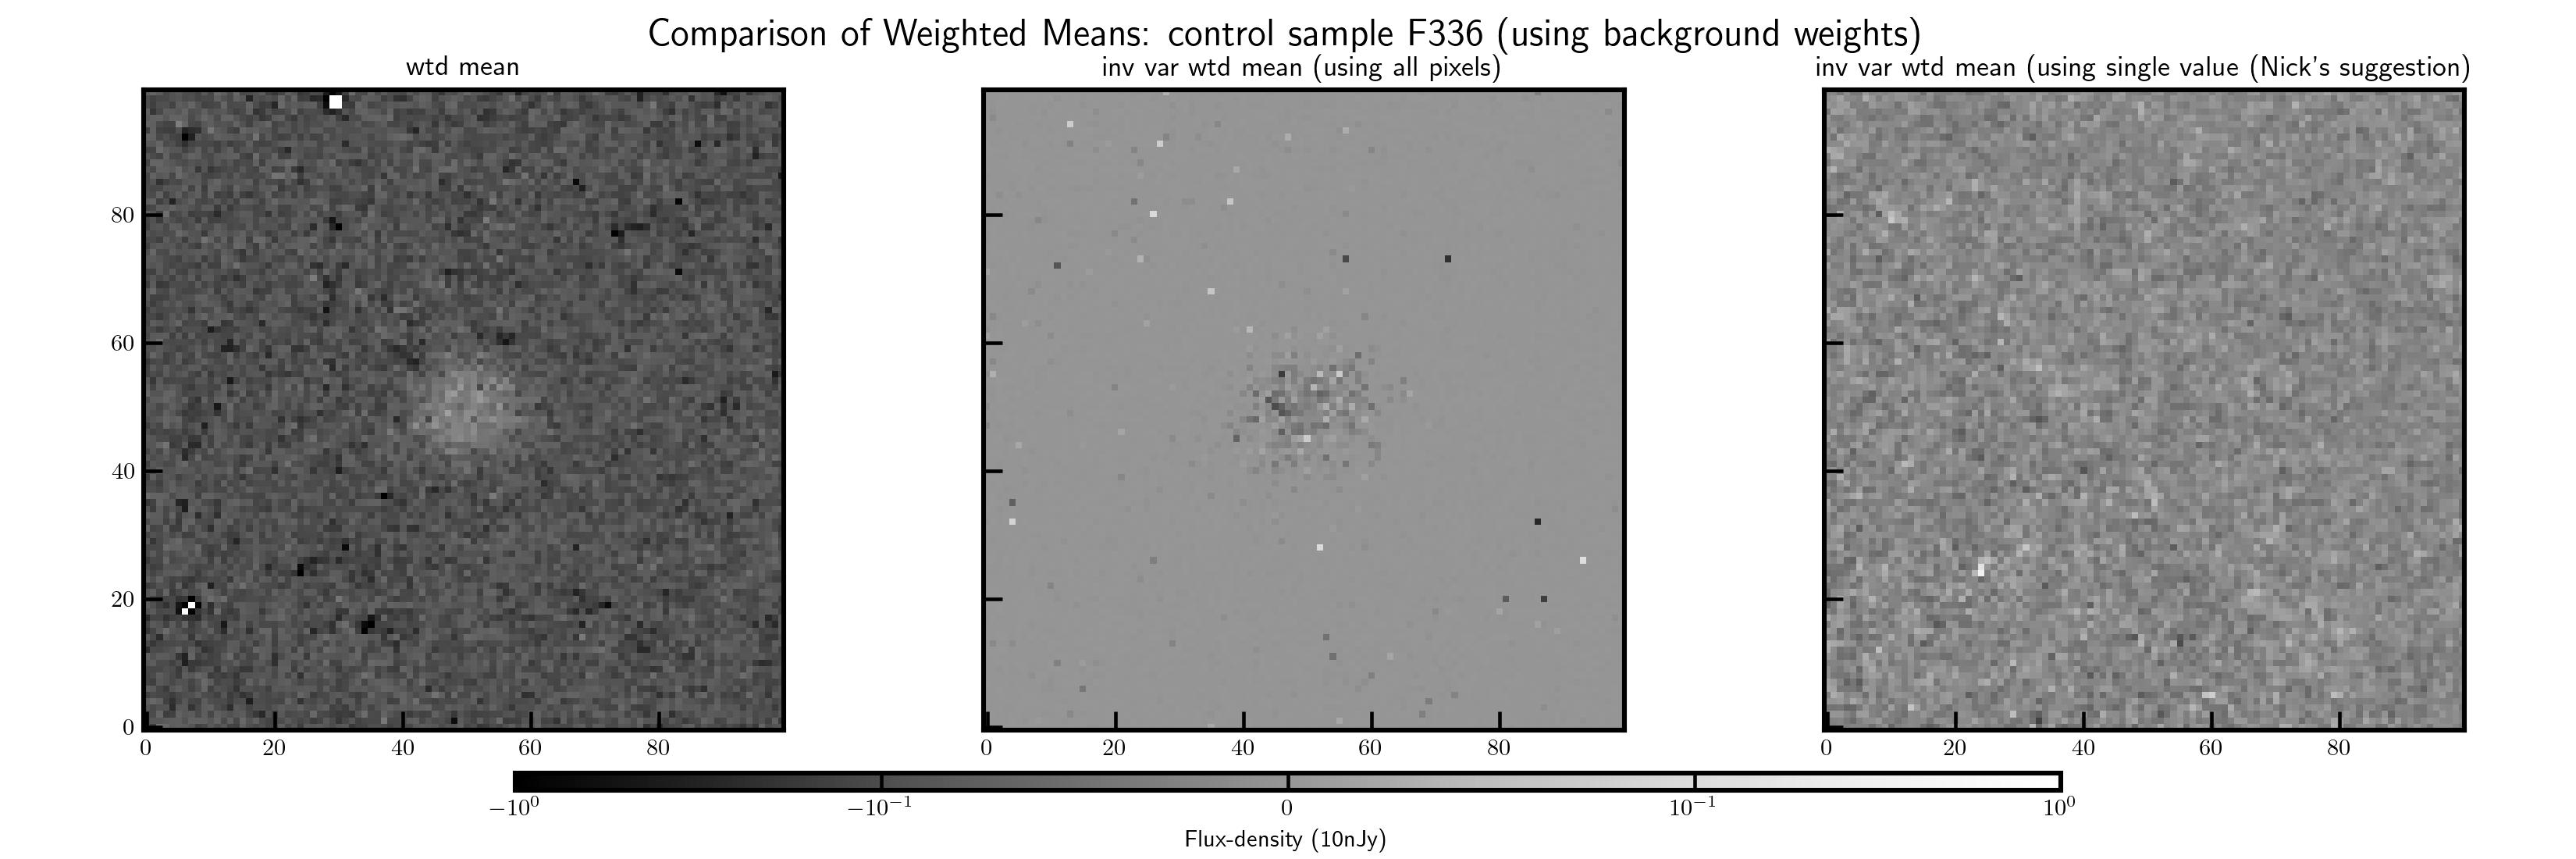 Comparison of Weighted Means: control sample F336 (using background weights)
wtd mean
inv var wtd mean (using all pixels)
inv var wtd mean (using single value (Nick's suggestion)
80
60
40
20
0
0 20 40 60 80
0 20 40 60 80
0 20 40 60 80
−10⁰ −10⁻¹ 0 10⁻¹ 10⁰
Flux-density (10nJy)